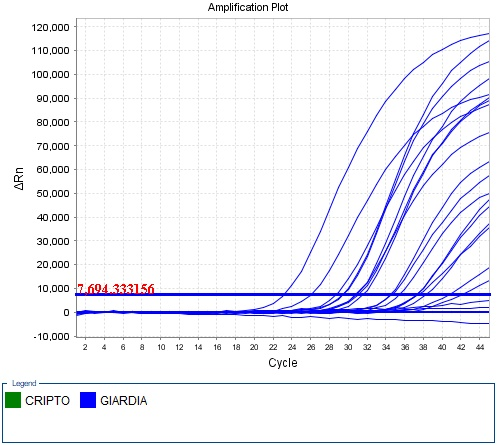 Amplification Plot
120,000
110,000
100,000
90,000
80,000
70,000
60,000
50,000
40,000
30,000
20,000
10,000
0
-10,000
ΔRn
7,694.333156
2 4 6 8 10 12 14 16 18 20 22 24 26 28 30 32 34 36 38 40 42 44
Cycle
Legend
CRIPTO GIARDIA